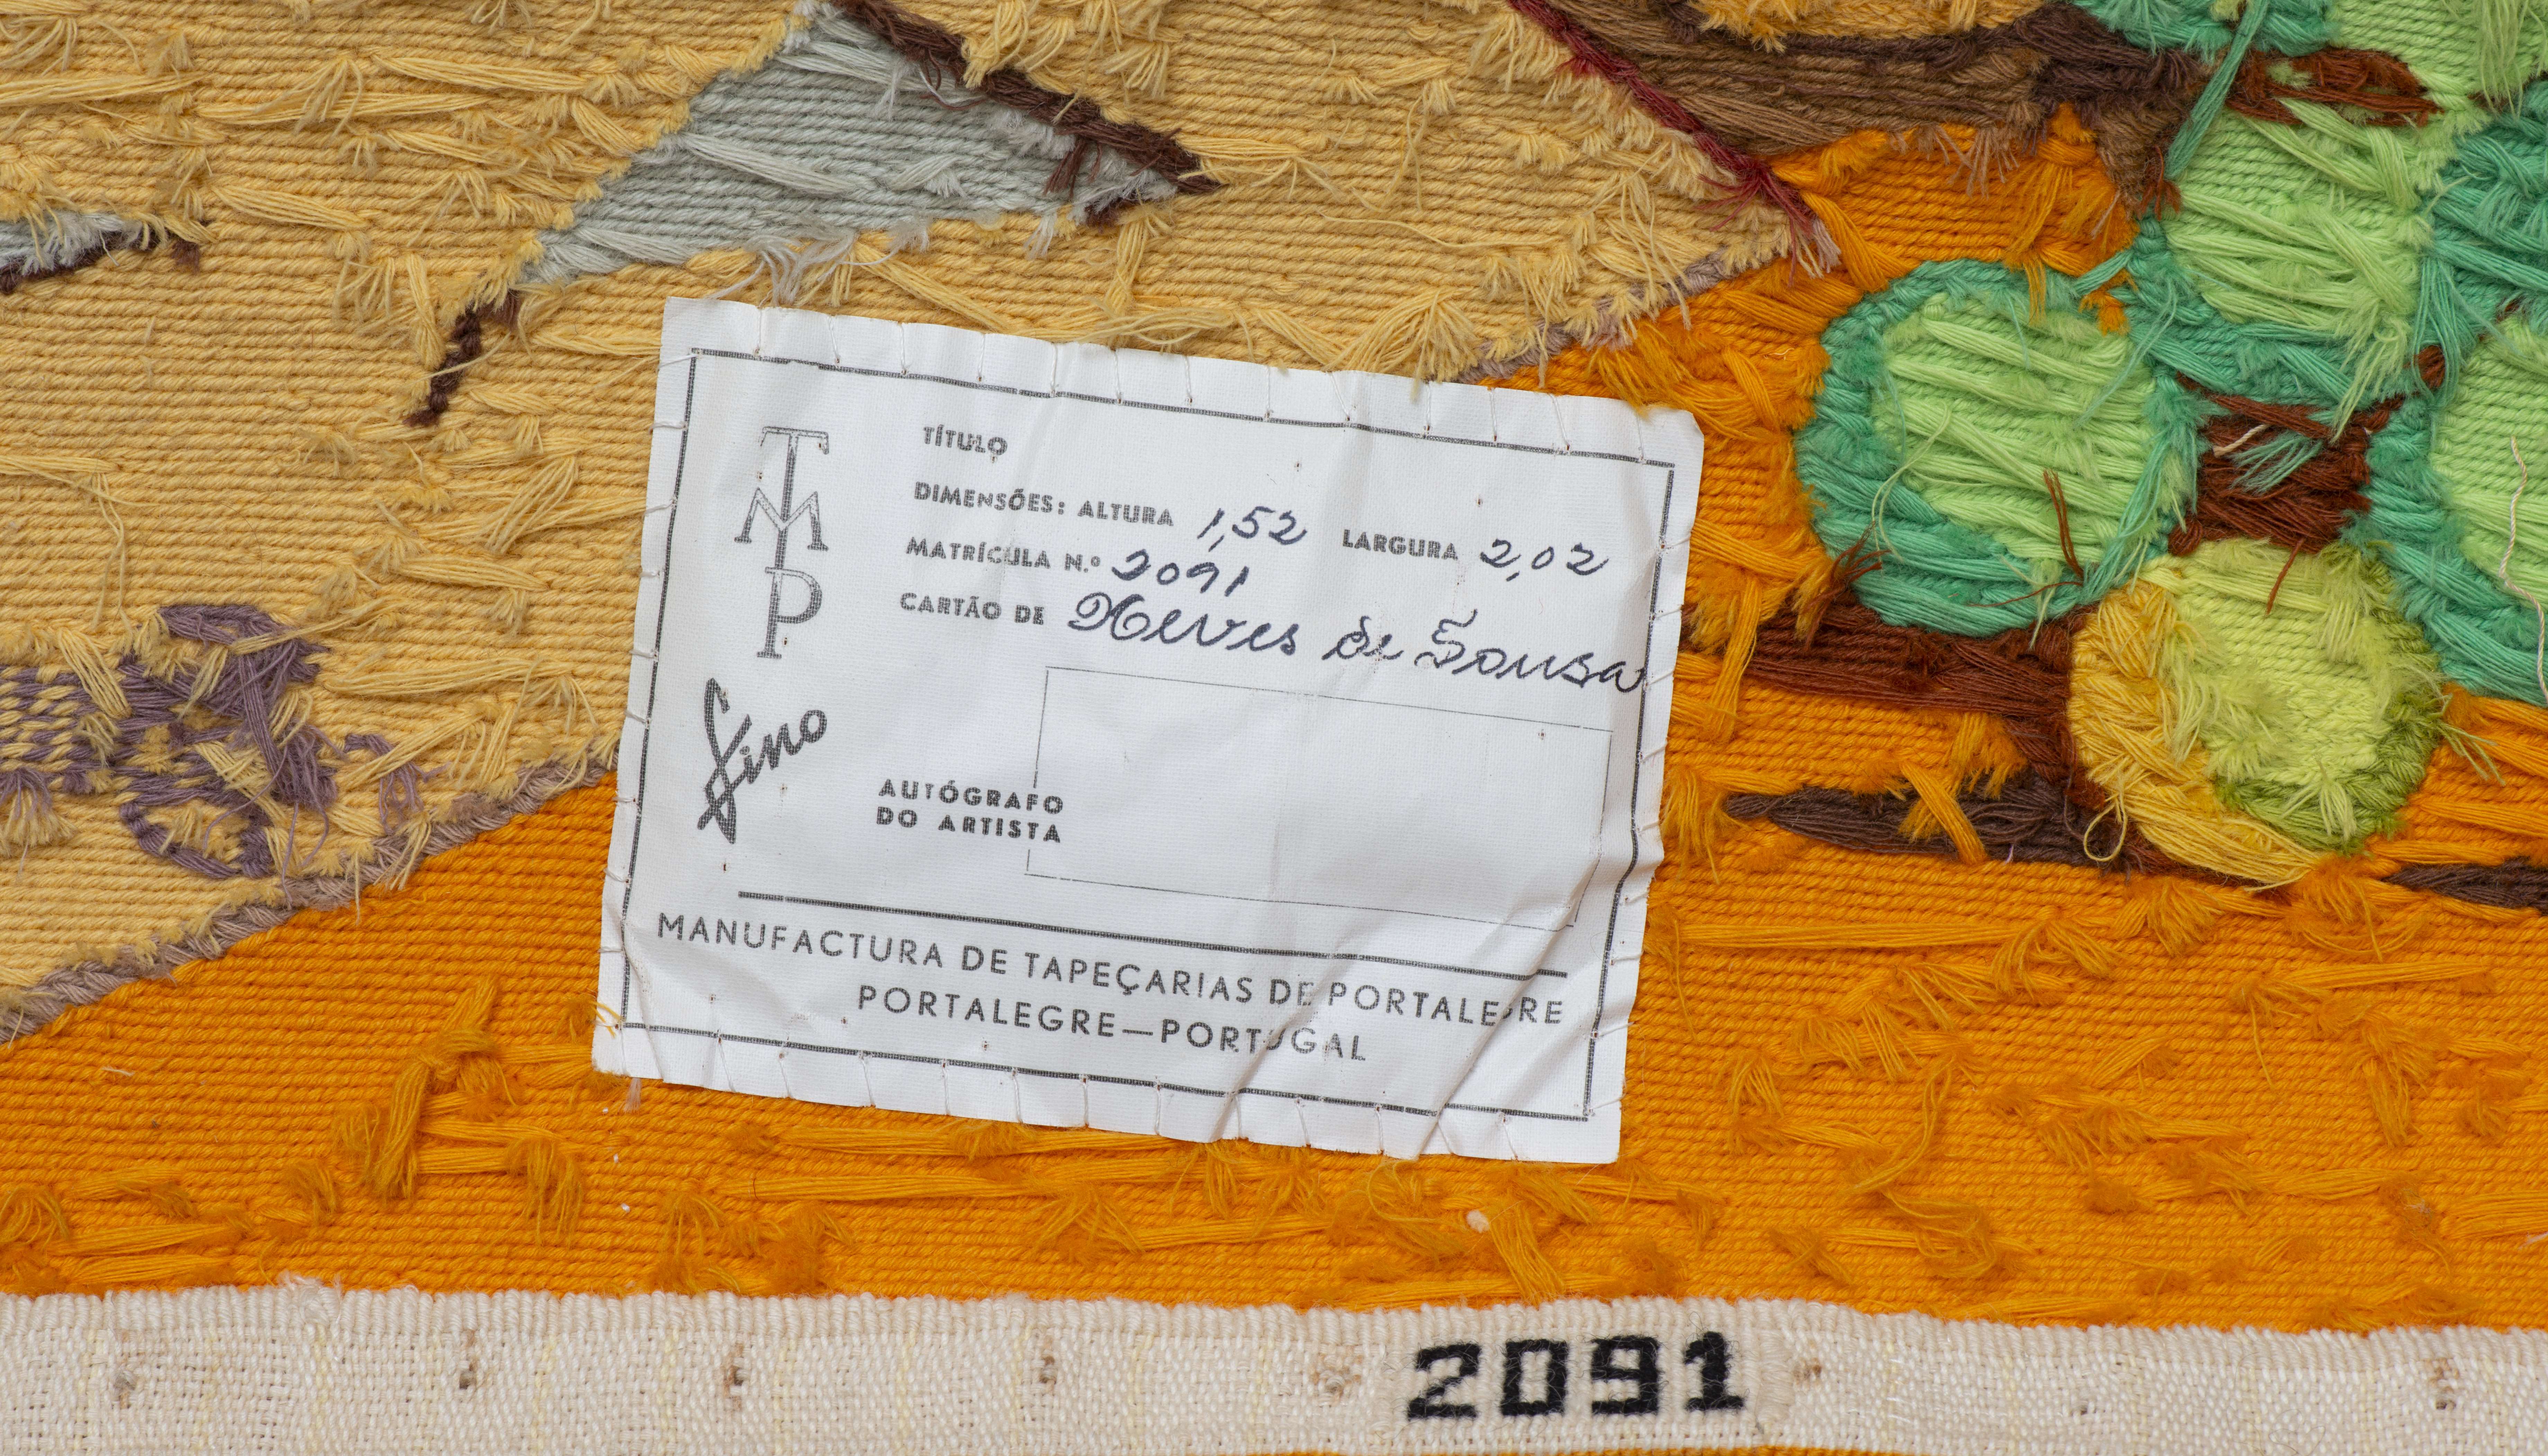 TMP
TÍTULO
DIMENSÕES: ALTURA 1,52 LARGURA 2,02
MATRÍCULA N.º 2091
CARTÃO DE Neves de Sousa
Fino
AUTÓGRAFO
DO ARTISTA
MANUFACTURA DE TAPEÇARIAS DE PORTALEGRE
PORTALEGRE—PORTUGAL
2091